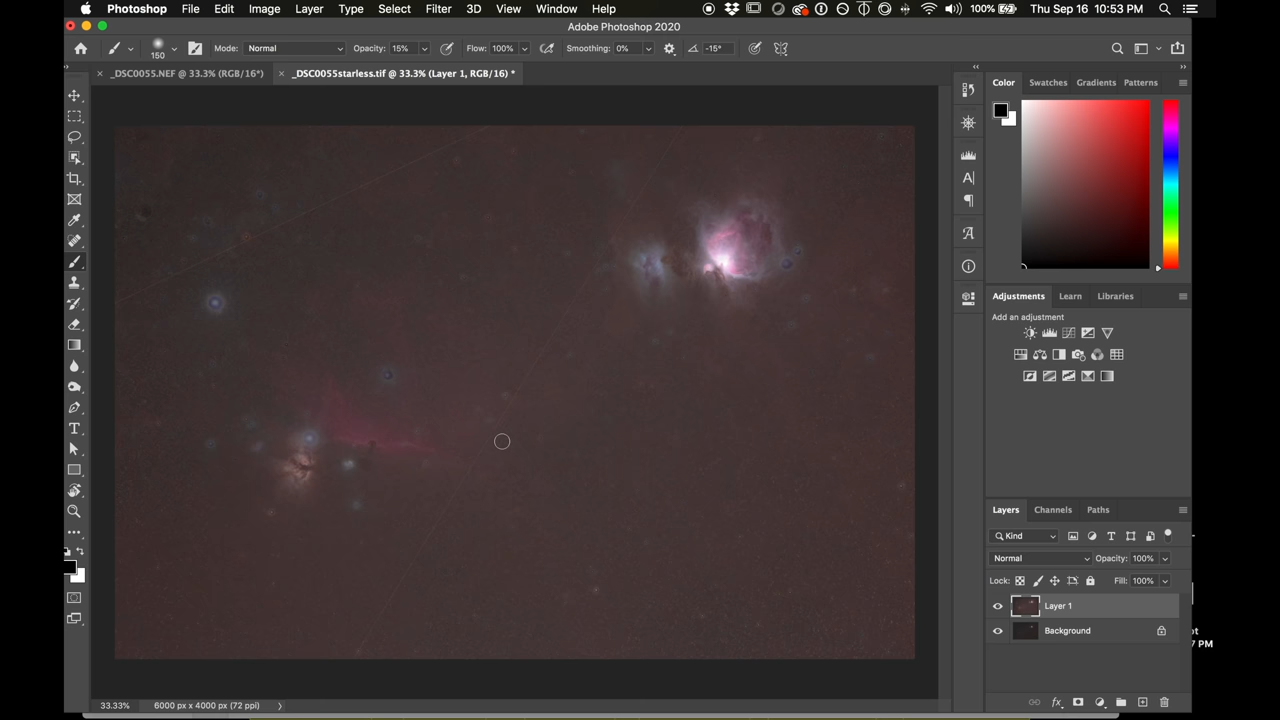 Photoshop File Edit Image Layer Type Select Filter 3D View Window Help 100% Thu Sep 16 10:53 PM
Adobe Photoshop 2020
150 Mode: Normal Opacity: 15% Flow: 100% Smoothing: 0% -15°
_DSC0055.NEF @ 33.3% (RGB/16*) _DSC0055starless.tif @ 33.3% (Layer 1, RGB/16) *
Color Swatches Gradients Patterns
Adjustments Learn Libraries
Add an adjustment
Layers Channels Paths
Kind
Normal Opacity: 100%
Lock: Fill: 100%
Layer 1
Background
pt
7 PM
33.33% 6000 px x 4000 px (72 ppi)